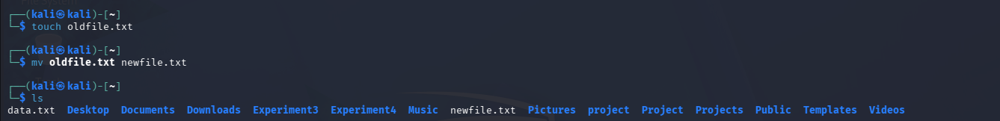 ┌──(kali㉿kali)-[~]
└─$ touch oldfile.txt
┌──(kali㉿kali)-[~]
└─$ mv oldfile.txt newfile.txt
┌──(kali㉿kali)-[~]
└─$ ls
data.txt Desktop Documents Downloads Experiment3 Experiment4 Music newfile.txt Pictures project Project Projects Public Templates Videos